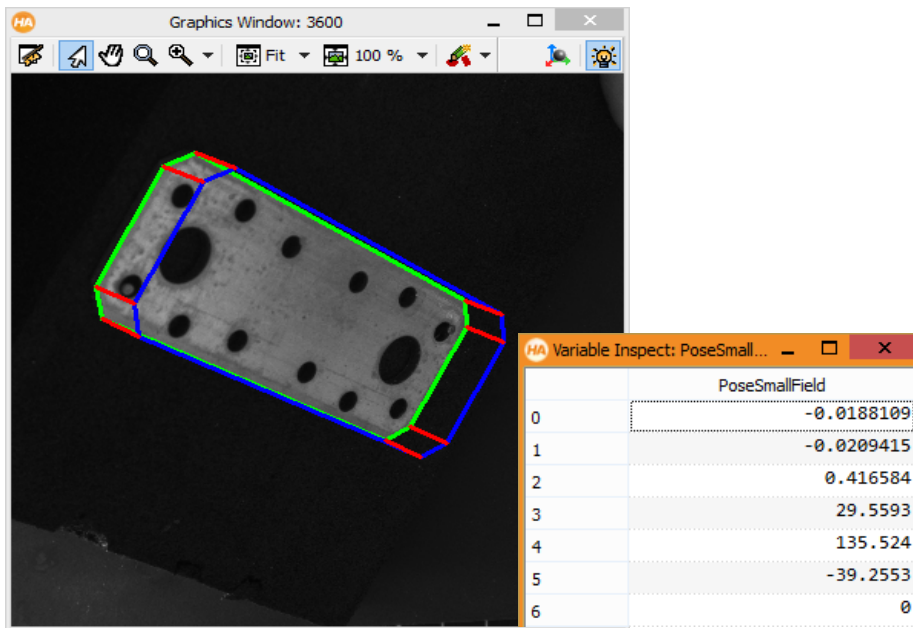 HA Graphics Window: 3600
Fit 100 %
HA Variable Inspect: PoseSmall...
PoseSmallField
0 -0.0188109
1 -0.0209415
2 0.416584
3 29.5593
4 135.524
5 -39.2553
6 0